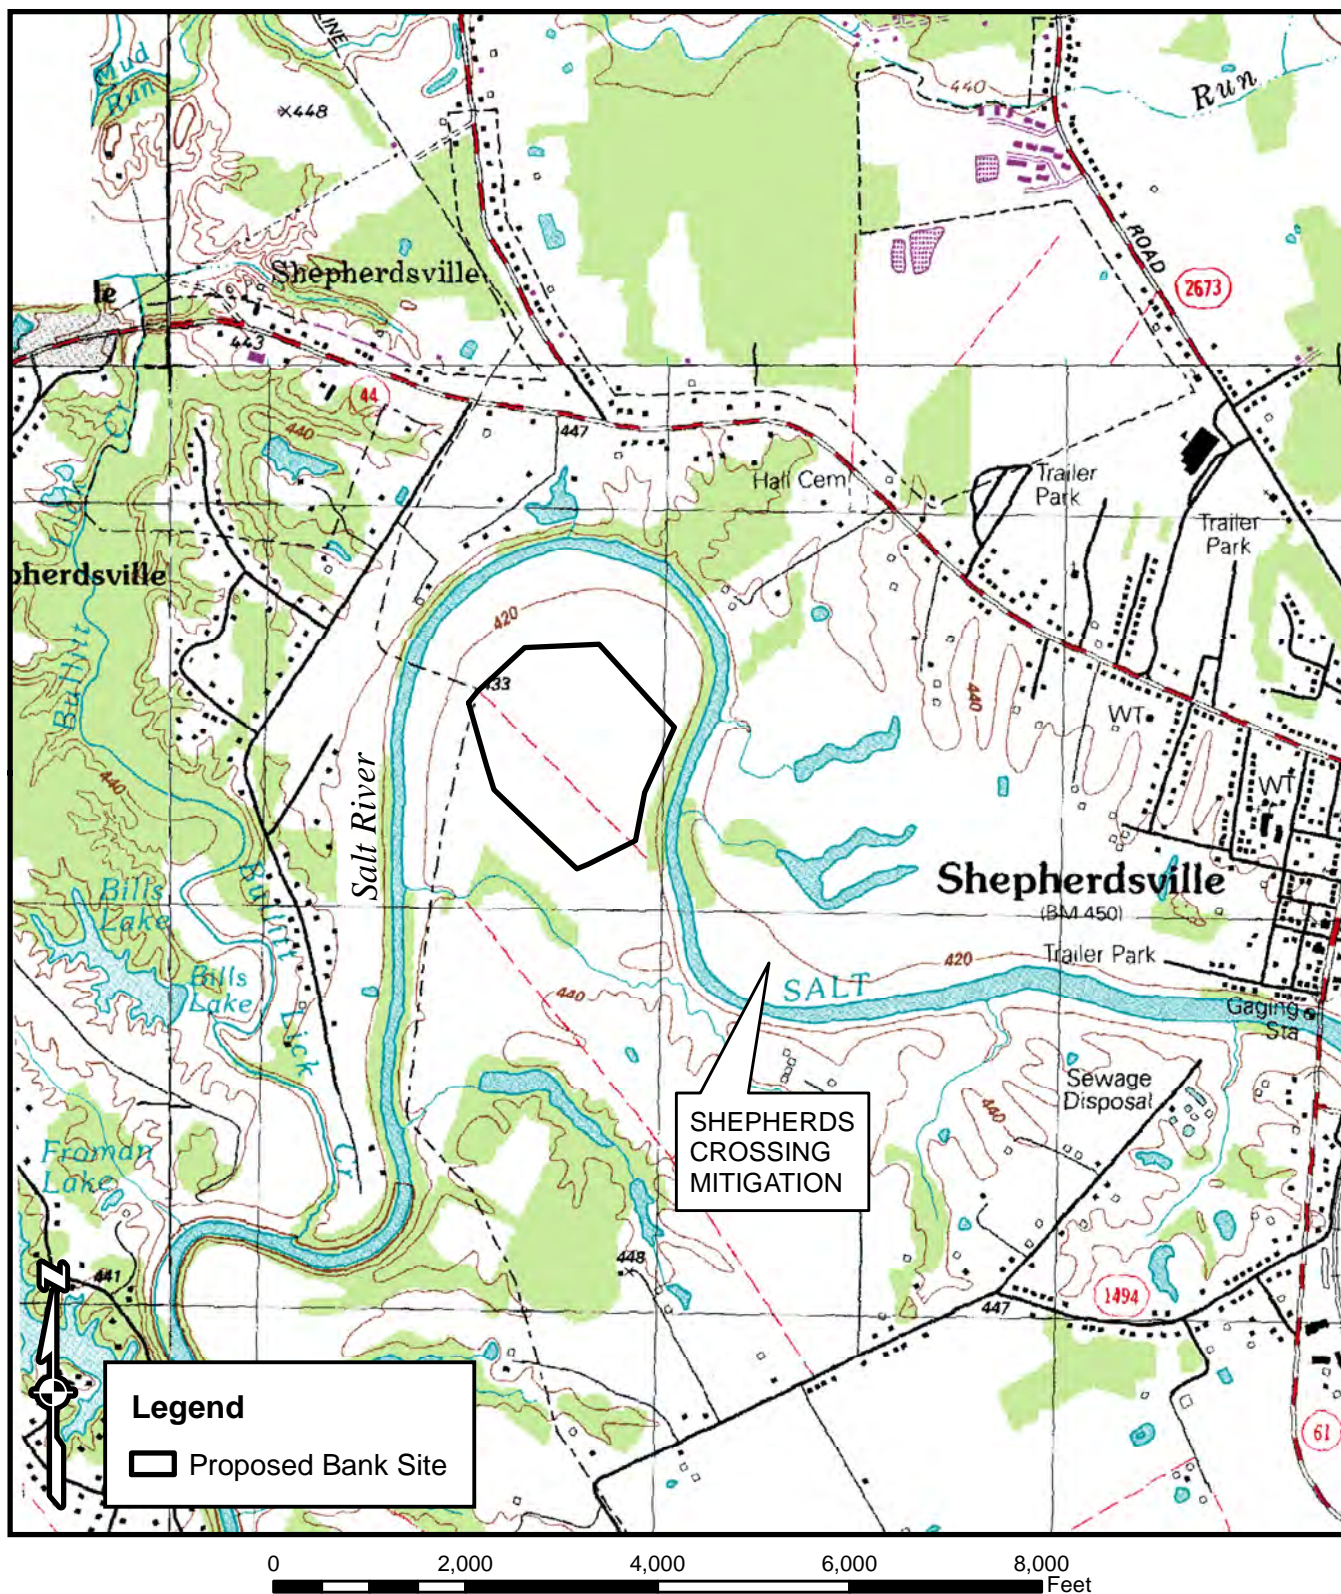 LINE
Mud
Run
448
440
Run
ROAD
2673
Shepherdsville
le
443
44
440
447
Hall Cem
Trailer
Park
Trailer
Park
Lick
Cr
pherdsville
Bullitt
420
433
440
440
WT
WT
Salt River
Shepherdsville
(BM 450)
Bills
Lake
Bills
Lake
Bullitt
Lick
Cr
440
SALT
420
Trailer Park
Gaging
Sta
Sewage
Disposal
440
SHEPHERDS
CROSSING
MITIGATION
Froman
Lake
441
448
447
1494
61
N
Legend
Proposed Bank Site
0 2,000 4,000 6,000 8,000
Feet